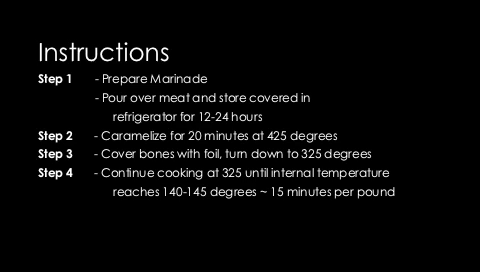 Instructions
Step 1 - Prepare Marinade
- Pour over meat and store covered in
refrigerator for 12-24 hours
Step 2 - Caramelize for 20 minutes at 425 degrees
Step 3 - Cover bones with foil, turn down to 325 degrees
Step 4 - Continue cooking at 325 until internal temperature
reaches 140-145 degrees ~ 15 minutes per pound